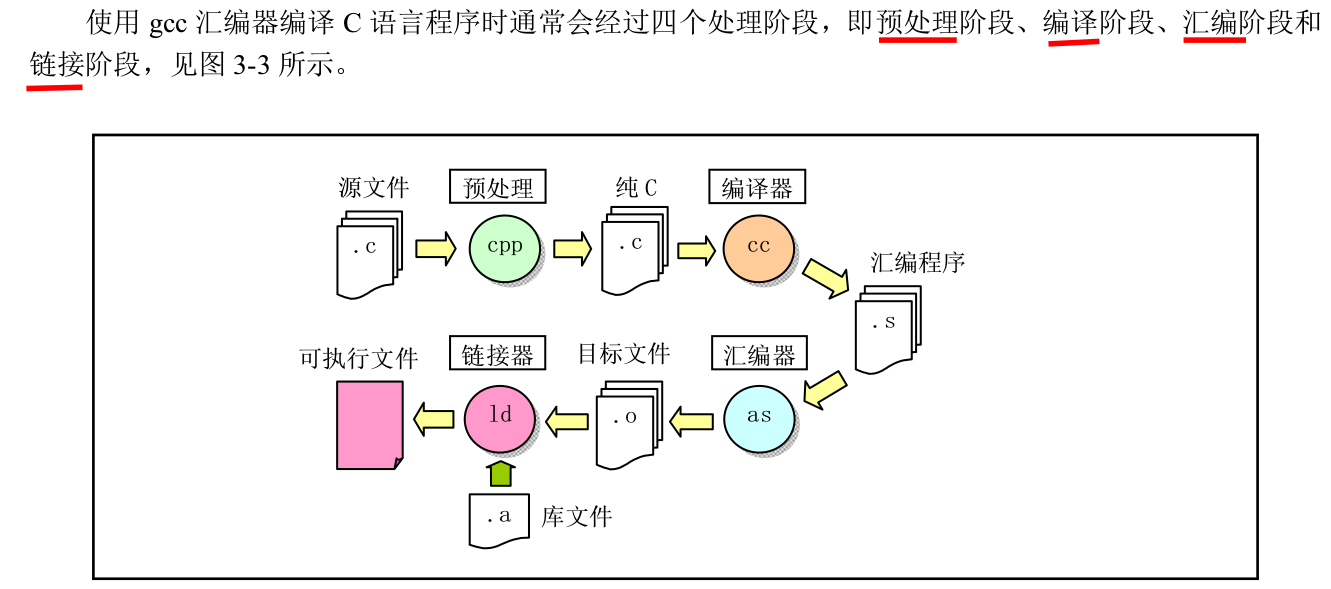 使用 gcc 汇编器编译 C 语言程序时通常会经过四个处理阶段，即预处理阶段、编译阶段、汇编阶段和
链接阶段，见图 3-3 所示。
源文件 预处理 纯 C 编译器
.c cpp .c cc
汇编程序
.s
可执行文件 链接器 目标文件 汇编器
ld .o as
.a 库文件